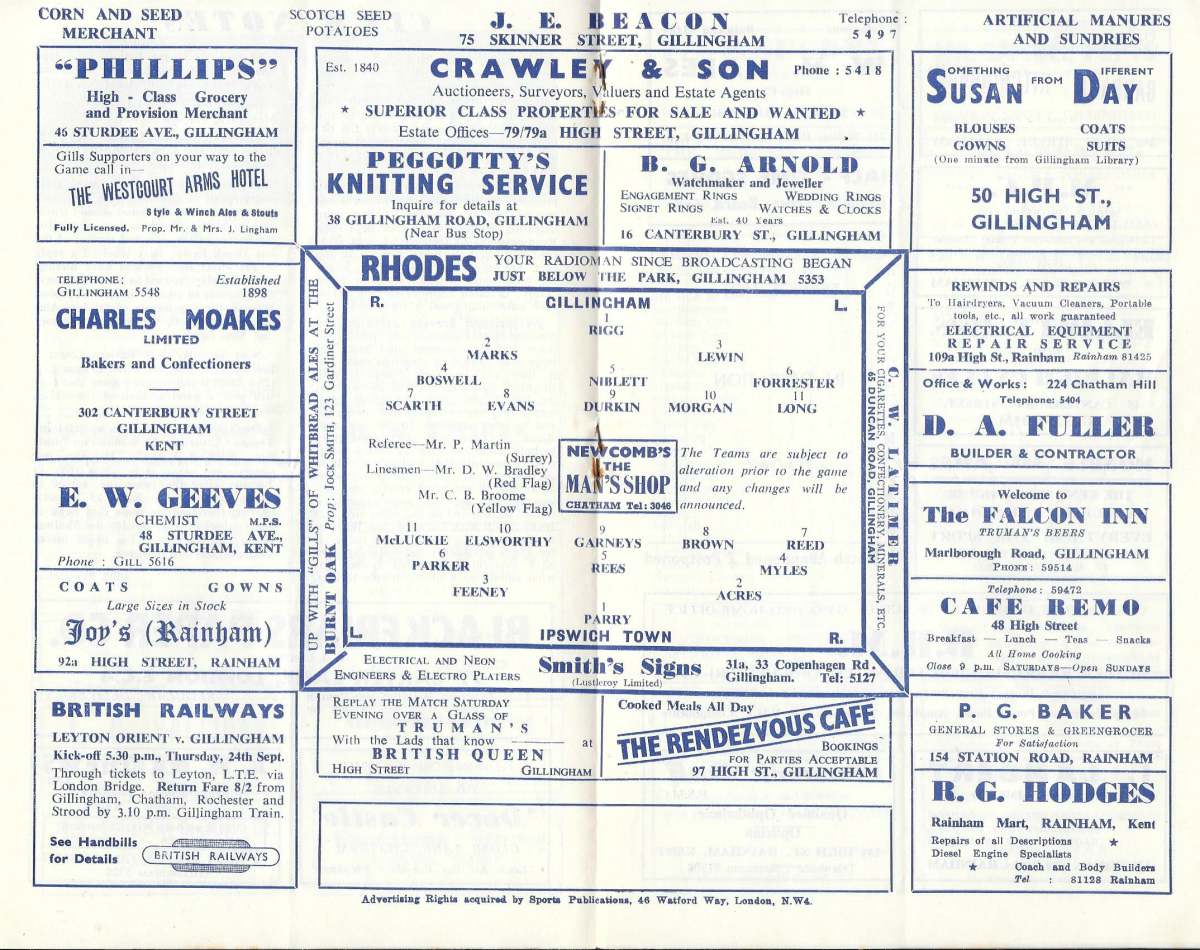 CORN AND SEED
MERCHANT
SCOTCH SEED
POTATOES
J. E. BEACON
75 SKINNER STREET, GILLINGHAM
Telephone :
5497
ARTIFICIAL MANURES
AND SUNDRIES
"PHILLIPS"
High - Class Grocery
and Provision Merchant
46 STURDEE AVE., GILLINGHAM
Gills Supporters on your way to the
Game call in—
THE WESTCOURT ARMS HOTEL
Style & Winch Ales & Stouts
Fully Licensed. Prop. Mr. & Mrs. J. Lingham
Est. 1840
CRAWLEY & SON
Phone : 5418
Auctioneers, Surveyors, Valuers and Estate Agents
★ SUPERIOR CLASS PROPERTIES FOR SALE AND WANTED ★
Estate Offices—79/79a HIGH STREET, GILLINGHAM
PEGGOTTY'S
KNITTING SERVICE
Inquire for details at
38 GILLINGHAM ROAD, GILLINGHAM
(Near Bus Stop)
B. G. ARNOLD
Watchmaker and Jeweller
ENGAGEMENT RINGS WEDDING RINGS
SIGNET RINGS WATCHES & CLOCKS
Est. 40 Years
16 CANTERBURY ST., GILLINGHAM
SOMETHING FROM DIFFERENT
SUSAN DAY
BLOUSES COATS
GOWNS SUITS
(One minute from Gillingham Library)
50 HIGH ST.,
GILLINGHAM
TELEPHONE: Established
GILLINGHAM 5548 1898
CHARLES MOAKES
LIMITED
Bakers and Confectioners
302 CANTERBURY STREET
GILLINGHAM
KENT
E. W. GEEVES
CHEMIST M.P.S.
48 STURDEE AVE.,
GILLINGHAM, KENT
Phone : GILL 5616
COATS GOWNS
Large Sizes in Stock
Joy's (Rainham)
92a HIGH STREET, RAINHAM
RHODES YOUR RADIOMAN SINCE BROADCASTING BEGAN
JUST BELOW THE PARK, GILLINGHAM 5353
UP WITH "GILLS" OF WHITBREAD ALES AT THE
BURNT OAK Prop: Jock Smith, 123 Gardiner Street
R. GILLINGHAM L.
1
RIGG
2 3
MARKS LEWIN
4 5 6
BOSWELL NIBLETT FORRESTER
7 8 9 10 11
SCARTH EVANS DURKIN MORGAN LONG
Referee—Mr. P. Martin
(Surrey)
Linesmen—Mr. D. W. Bradley
(Red Flag)
Mr. C. B. Broome
(Yellow Flag)
NEWCOMB'S
THE
MAN'S SHOP
CHATHAM Tel: 3046
The Teams are subject to
alteration prior to the game
and any changes will be
announced.
11 10 9 8 7
McLUCKIE ELSWORTHY GARNEYS BROWN REED
6 5 4
PARKER REES MYLES
3 2
FEENEY ACRES
1
PARRY
L. IPSWICH TOWN R.
G. W. LATIMER
FOR YOUR CIGARETTES, CONFECTIONERY, MINERALS, ETC.
65 DUNCAN ROAD, GILLINGHAM
ELECTRICAL AND NEON
ENGINEERS & ELECTRO PLATERS
Smith's Signs
(Lustleroy Limited)
31a, 33 Copenhagen Rd.
Gillingham. Tel: 5127
REWINDS AND REPAIRS
To Hairdryers, Vacuum Cleaners, Portable
tools, etc., all work guaranteed
ELECTRICAL EQUIPMENT
REPAIR SERVICE
109a High St., Rainham Rainham 81425
Office & Works: 224 Chatham Hill
Telephone: 5404
D. A. FULLER
BUILDER & CONTRACTOR
Welcome to
The FALCON INN
TRUMAN'S BEERS
Marlborough Road, GILLINGHAM
PHONE: 59514
Telephone: 59472
CAFE REMO
48 High Street
Breakfast — Lunch — Teas — Snacks
All Home Cooking
Close 9 p.m. SATURDAYS—Open SUNDAYS
BRITISH RAILWAYS
LEYTON ORIENT v. GILLINGHAM
Kick-off 5.30 p.m., Thursday, 24th Sept.
Through tickets to Leyton, L.T.E. via
London Bridge. Return Fare 8/2 from
Gillingham, Chatham, Rochester and
Strood by 3.10 p.m. Gillingham Train.
See Handbills
for Details
BRITISH RAILWAYS
REPLAY THE MATCH SATURDAY
EVENING OVER A GLASS OF
TRUMAN'S
With the Lads that know ——— at
BRITISH QUEEN
HIGH STREET GILLINGHAM
Cooked Meals All Day
THE RENDEZVOUS CAFE
BOOKINGS
FOR PARTIES ACCEPTABLE
97 HIGH ST., GILLINGHAM
P. G. BAKER
GENERAL STORES & GREENGROCER
For Satisfaction
154 STATION ROAD, RAINHAM
R. G. HODGES
Rainham Mart, RAINHAM, Kent
Repairs of all Descriptions ★
Diesel Engine Specialists
★ Coach and Body Builders
Tel : 81128 Rainham
Advertising Rights acquired by Sports Publications, 46 Watford Way, London, N.W4.